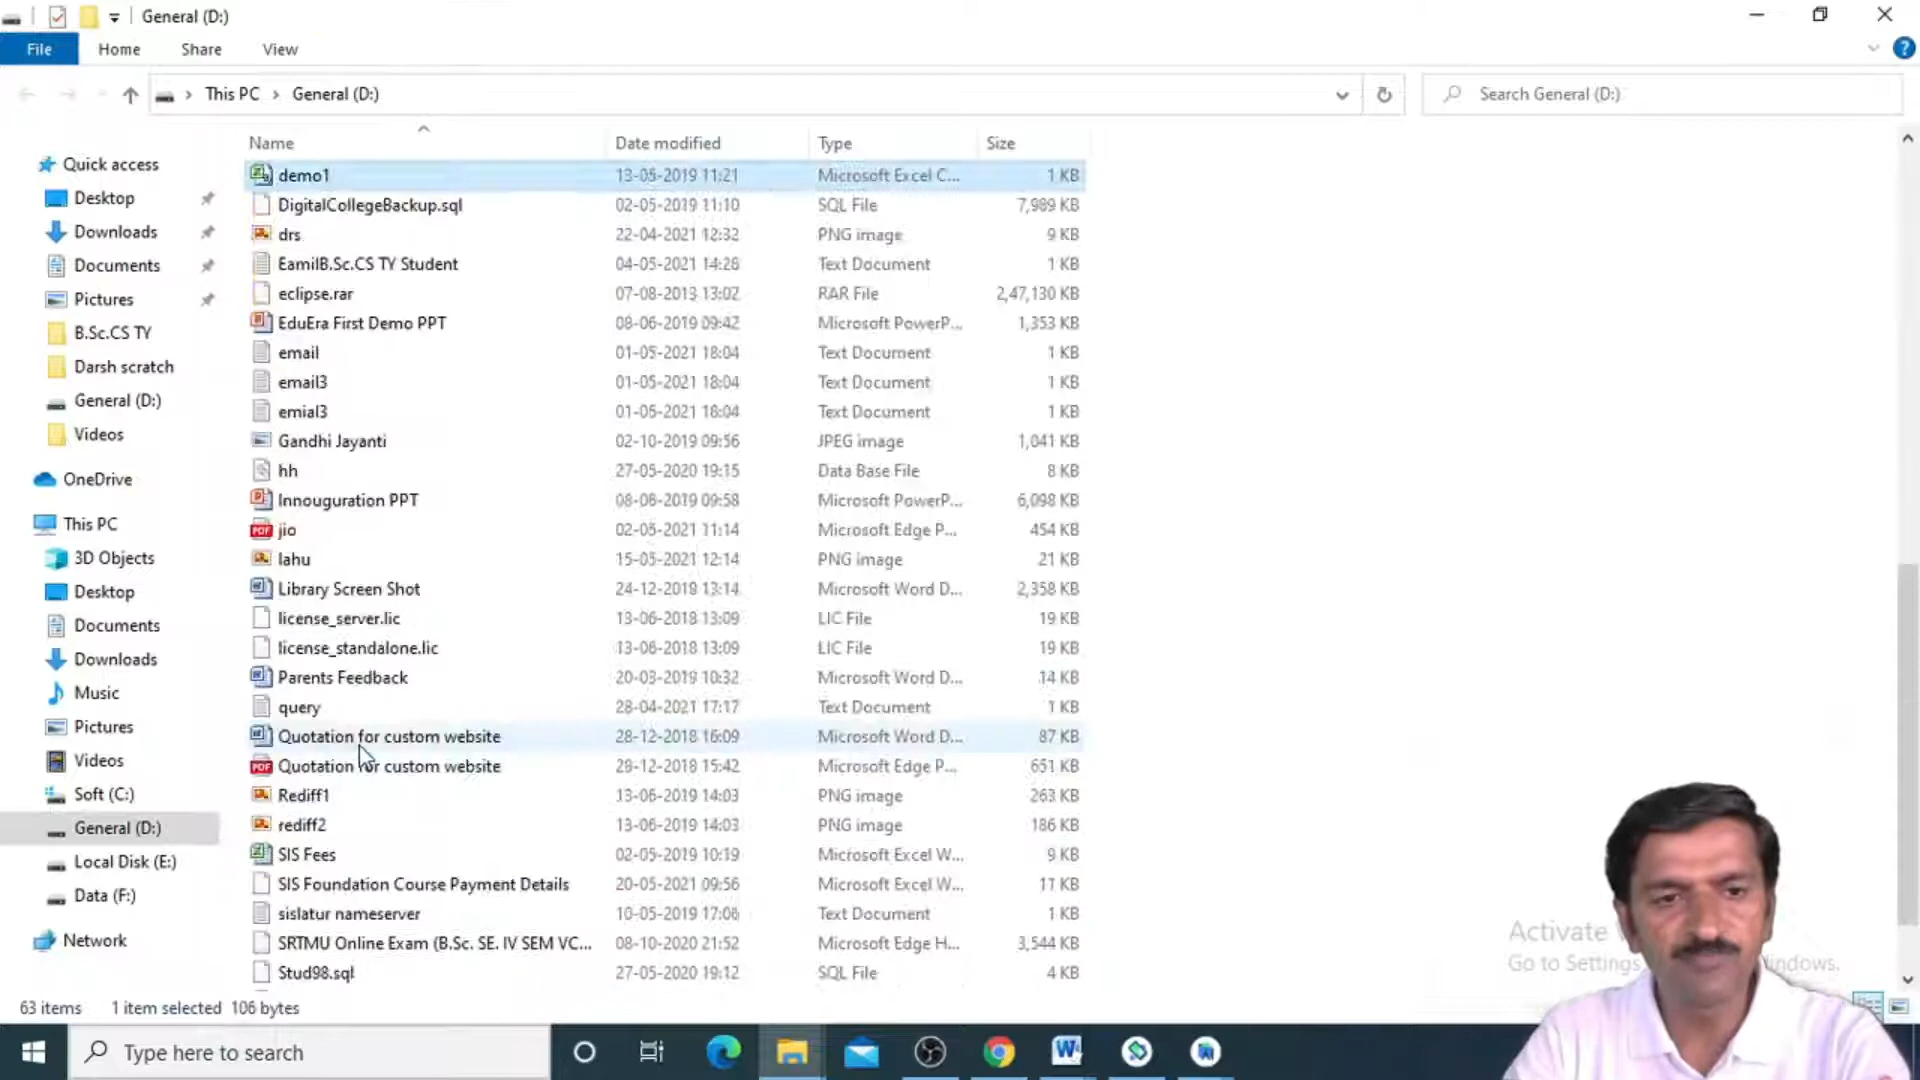 General (D:)
File Home Share View
This PC General (D:)
Search General (D:)
Name Date modified Type Size
Quick access
Desktop
Downloads
Documents
Pictures
B.Sc.CS TY
Darsh scratch
General (D:)
Videos
OneDrive
This PC
3D Objects
Desktop
Documents
Downloads
Music
Pictures
Videos
Soft (C:)
General (D:)
Local Disk (E:)
Data (F:)
Network
demo1 13-05-2019 11:21 Microsoft Excel C... 1 KB
DigitalCollegeBackup.sql 02-05-2019 11:10 SQL File 7,989 KB
drs 22-04-2021 12:32 PNG image 9 KB
EamilB.Sc.CS TY Student 04-05-2021 14:28 Text Document 1 KB
eclipse.rar 07-08-2013 13:02 RAR File 2,47,130 KB
EduEra First Demo PPT 08-06-2019 09:42 Microsoft PowerP... 1,353 KB
email 01-05-2021 18:04 Text Document 1 KB
email3 01-05-2021 18:04 Text Document 1 KB
emial3 01-05-2021 18:04 Text Document 1 KB
Gandhi Jayanti 02-10-2019 09:56 JPEG image 1,041 KB
hh 27-05-2020 19:15 Data Base File 8 KB
Innouguration PPT 08-06-2019 09:58 Microsoft PowerP... 6,098 KB
jio 02-05-2021 11:14 Microsoft Edge P... 454 KB
lahu 15-05-2021 12:14 PNG image 21 KB
Library Screen Shot 24-12-2019 13:14 Microsoft Word D... 2,358 KB
license_server.lic 13-06-2018 13:09 LIC File 19 KB
license_standalone.lic 13-06-2018 13:09 LIC File 19 KB
Parents Feedback 20-03-2019 10:32 Microsoft Word D... 14 KB
query 28-04-2021 17:17 Text Document 1 KB
Quotation for custom website 28-12-2018 16:09 Microsoft Word D... 87 KB
Quotation for custom website 29-12-2018 15:42 Microsoft Edge P... 651 KB
Rediff1 13-06-2019 14:03 PNG image 263 KB
rediff2 13-06-2019 14:03 PNG image 186 KB
SIS Fees 02-05-2019 10:19 Microsoft Excel W... 9 KB
SIS Foundation Course Payment Details 20-05-2021 09:56 Microsoft Excel W... 17 KB
sislatur nameserver 10-05-2019 17:06 Text Document 1 KB
SRTMU Online Exam (B.Sc. SE. IV SEM VC... 08-10-2020 21:52 Microsoft Edge H... 3,544 KB
Stud98.sql 27-05-2020 19:12 SQL File 4 KB
Activate
Go to Settings indows.
63 items 1 item selected 106 bytes
Type here to search